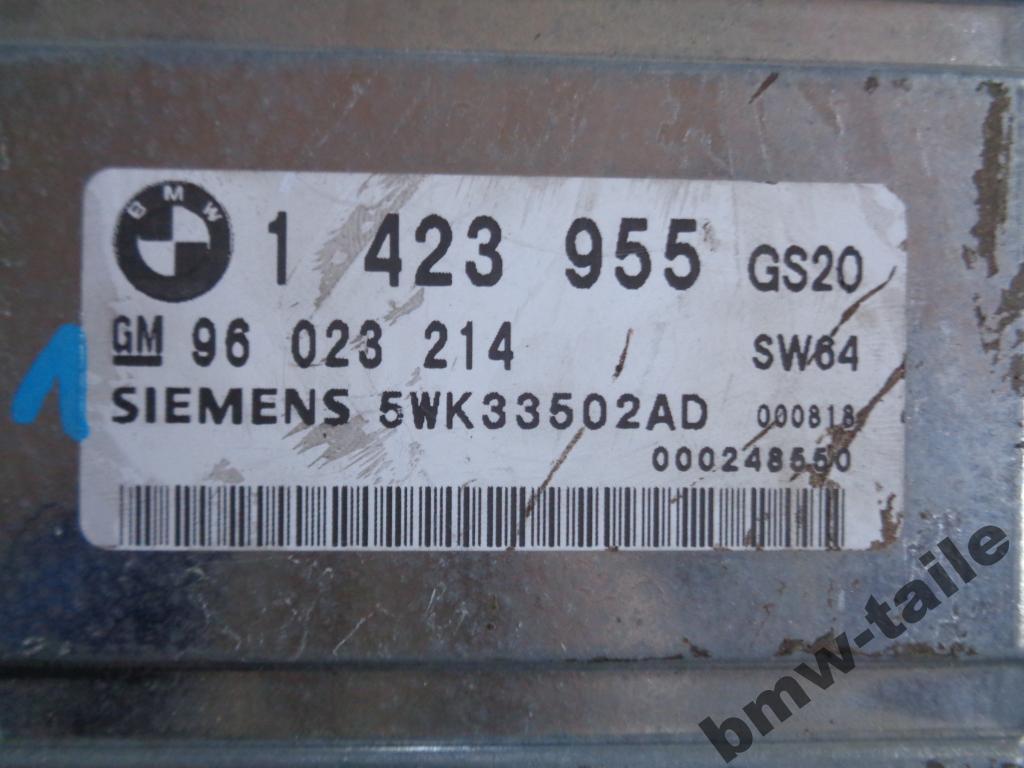 BMW 1 423 955 GS20
GM 96 023 214 SW64
SIEMENS 5WK33502AD 000818
000248550
1
bmw-taile